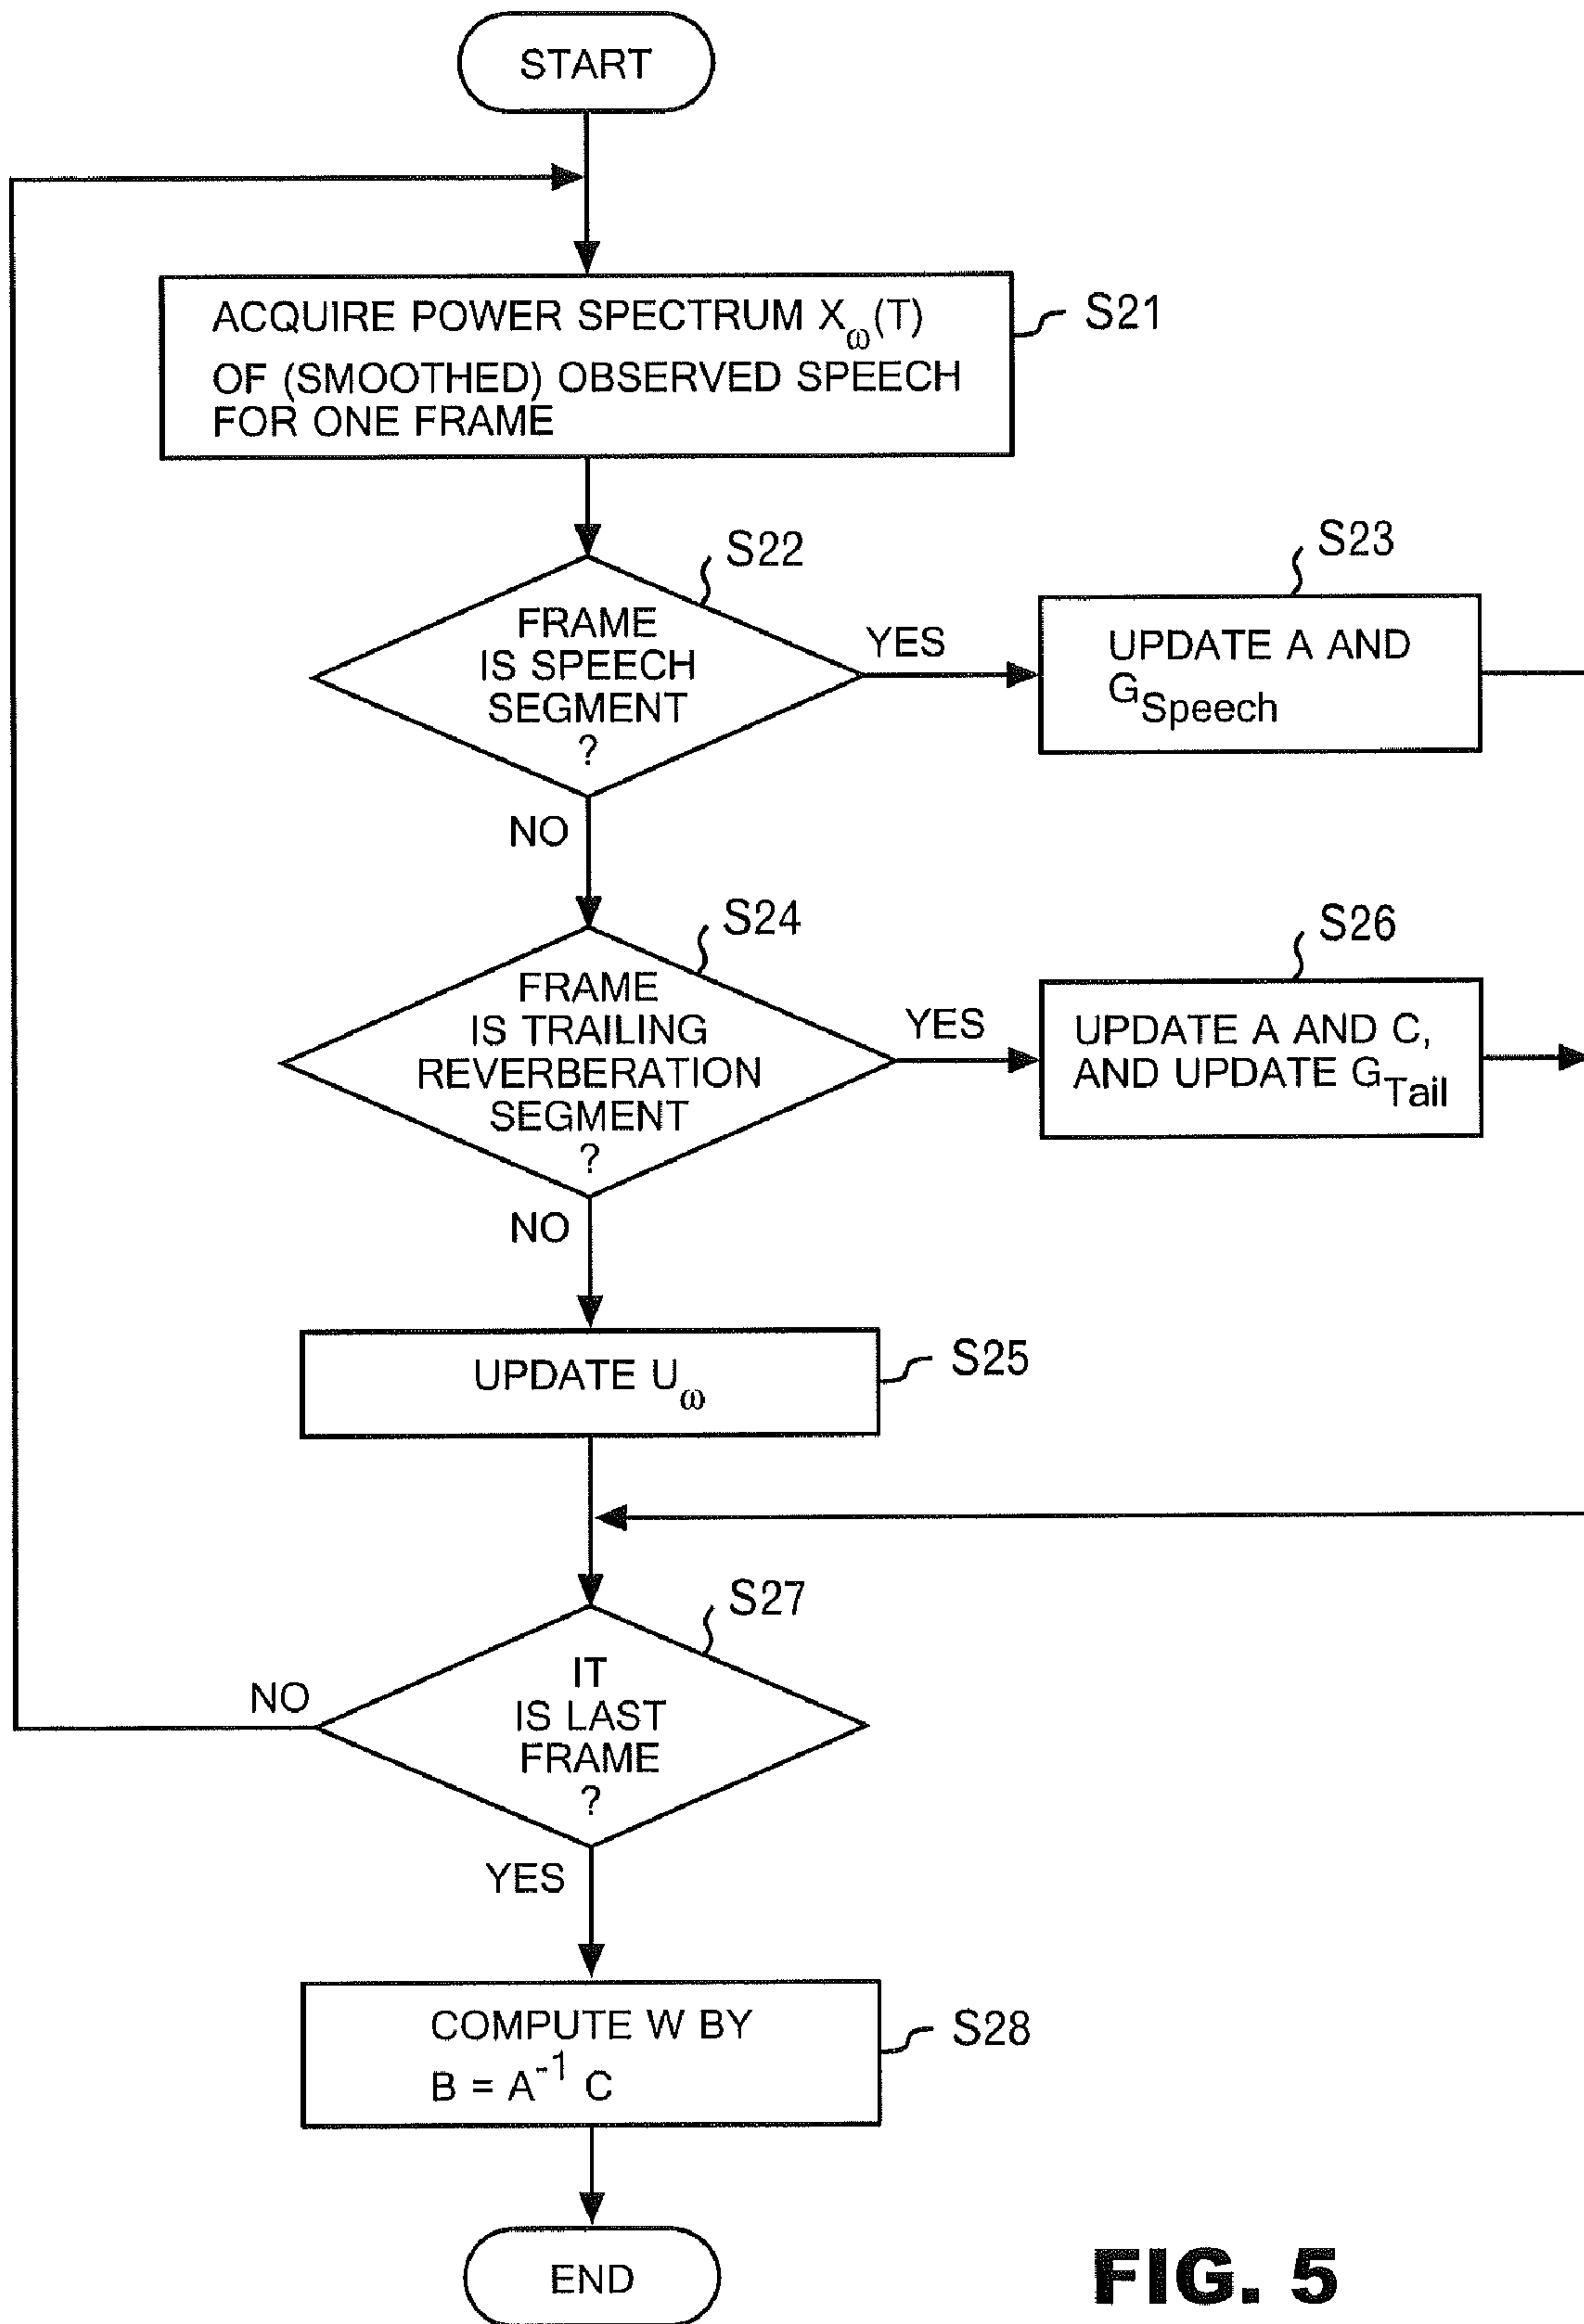 START
ACQUIRE POWER SPECTRUM Xω(T)
OF (SMOOTHED) OBSERVED SPEECH
FOR ONE FRAME
S21
FRAME
IS SPEECH
SEGMENT
?
S22
YES
NO
UPDATE A AND
GSpeech
S23
FRAME
IS TRAILING
REVERBERATION
SEGMENT
?
S24
YES
NO
UPDATE A AND C,
AND UPDATE GTail
S26
UPDATE Uω
S25
IT
IS LAST
FRAME
?
S27
NO
YES
COMPUTE W BY
B = A⁻¹ C
S28
END
FIG. 5